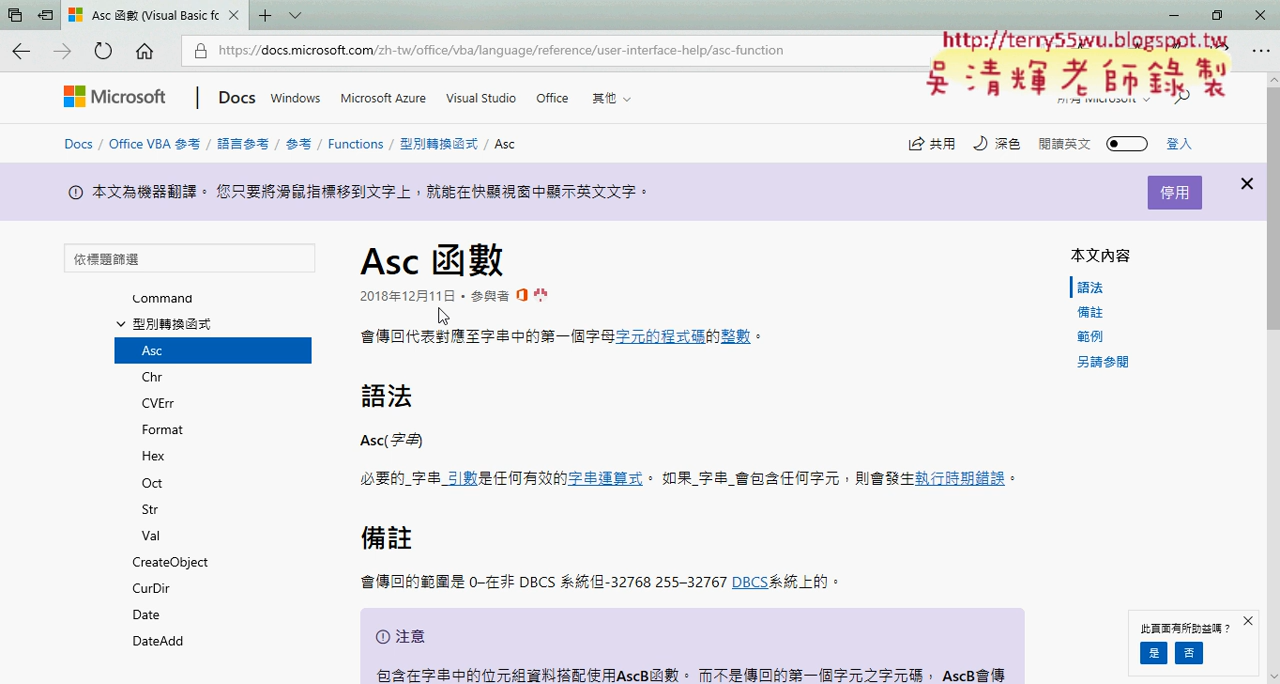 Asc 函數 (Visual Basic fo
https://docs.microsoft.com/zh-tw/office/vba/language/reference/user-interface-help/asc-function
http://terry55wu.blogspot.tw
吳清輝老師錄製
Microsoft
Docs Windows Microsoft Azure Visual Studio Office 其他
所有 Microsoft
Docs / Office VBA 參考 / 語言參考 / 參考 / Functions / 型別轉換函式 / Asc
共用 深色 閱讀英文 登入
本文為機器翻譯。 您只要將滑鼠指標移到文字上，就能在快顯視窗中顯示英文文字。
停用
依標題篩選
Command
型別轉換函式
Asc
Chr
CVErr
Format
Hex
Oct
Str
Val
CreateObject
CurDir
Date
DateAdd
Asc 函數
2018年12月11日 • 參與者
會傳回代表對應至字串中的第一個字母字元的程式碼的整數。
語法
Asc(字串)
必要的_字串_引數是任何有效的字串運算式。 如果_字串_會包含任何字元，則會發生執行時期錯誤。
備註
會傳回的範圍是 0–在非 DBCS 系統但-32768 255–32767 DBCS系統上的。
注意
包含在字串中的位元組資料搭配使用AscB函數。 而不是傳回的第一個字元之字元碼， AscB會傳
本文內容
語法
備註
範例
另請參閱
此頁面有所助益嗎？
是 否